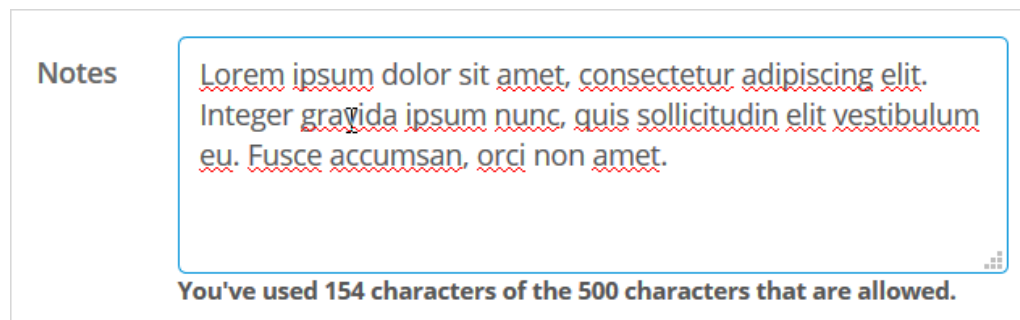 Notes
Lorem ipsum dolor sit amet, consectetur adipiscing elit.
Integer gravida ipsum nunc, quis sollicitudin elit vestibulum
eu. Fusce accumsan, orci non amet.
You've used 154 characters of the 500 characters that are allowed.